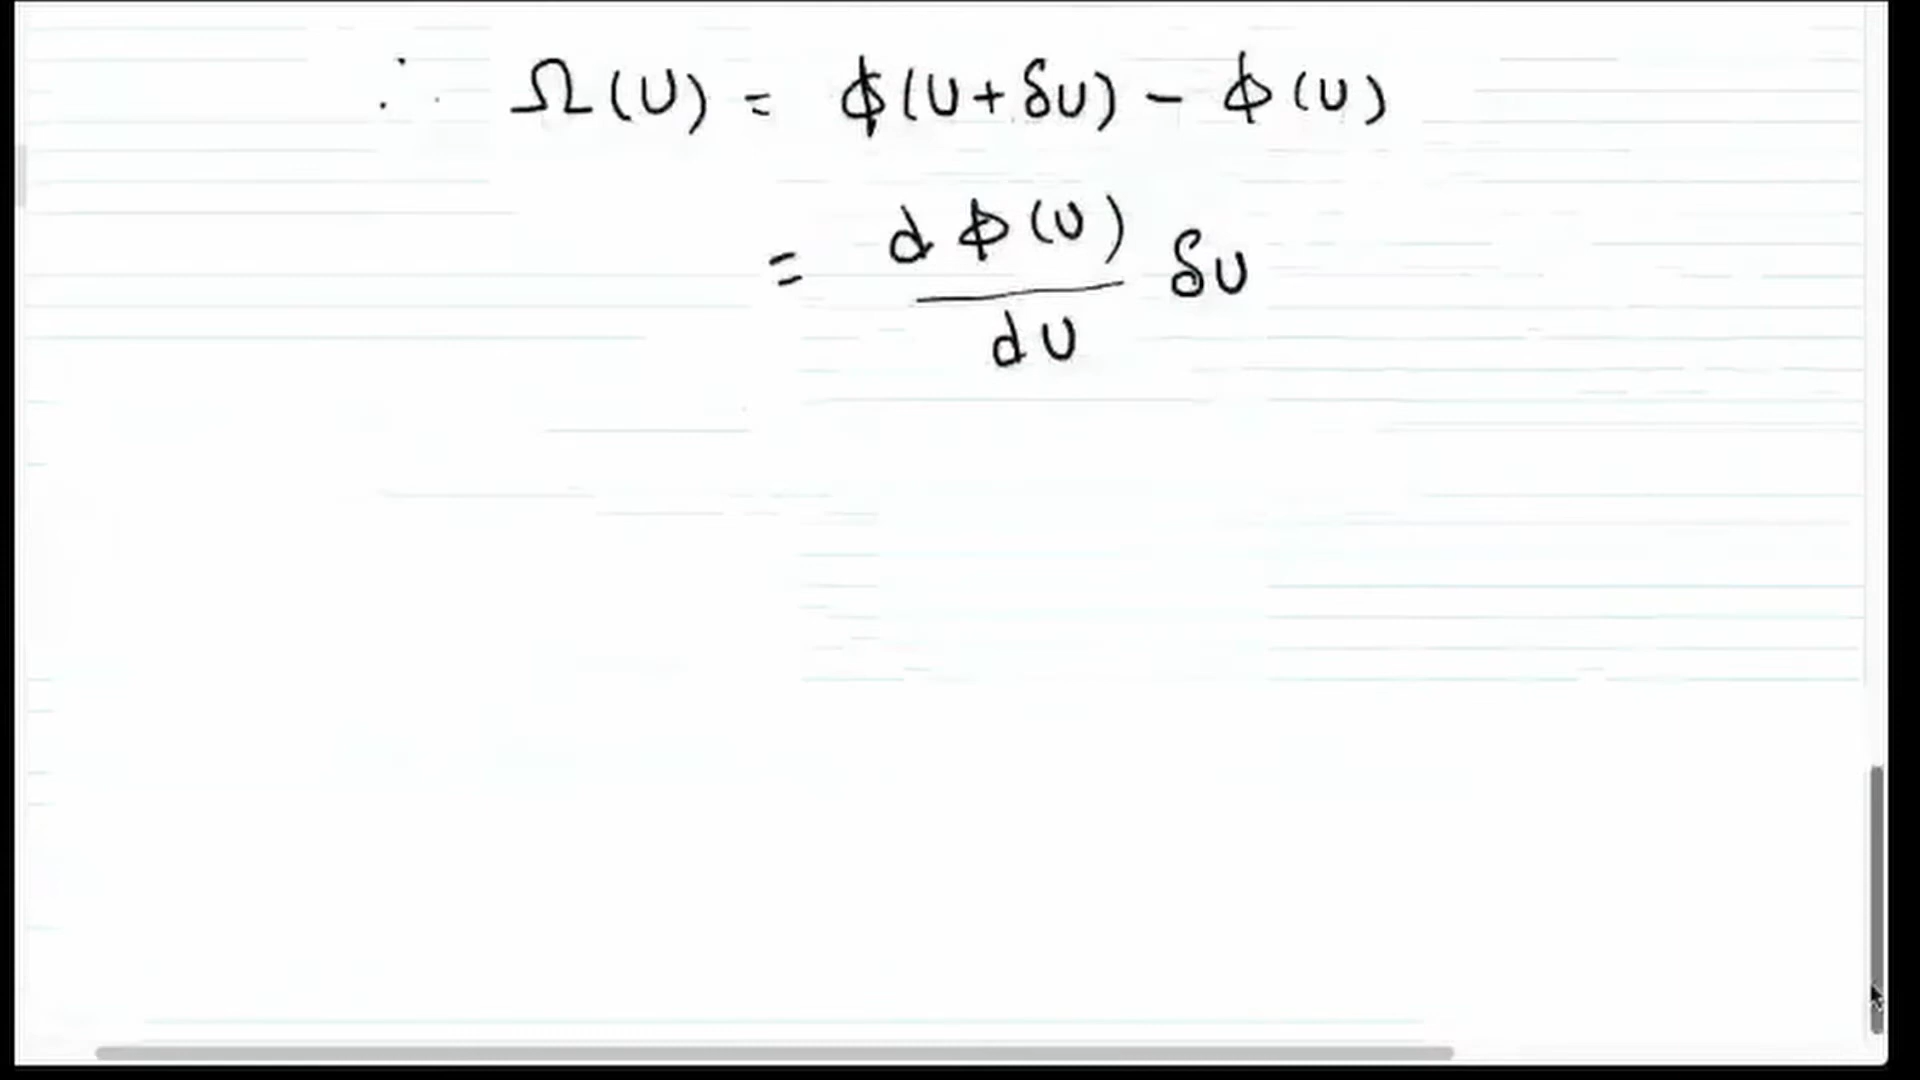 ∴ Ω(U) = ϕ(U+δU) − ϕ(U)
= dϕ(U)/dU δU